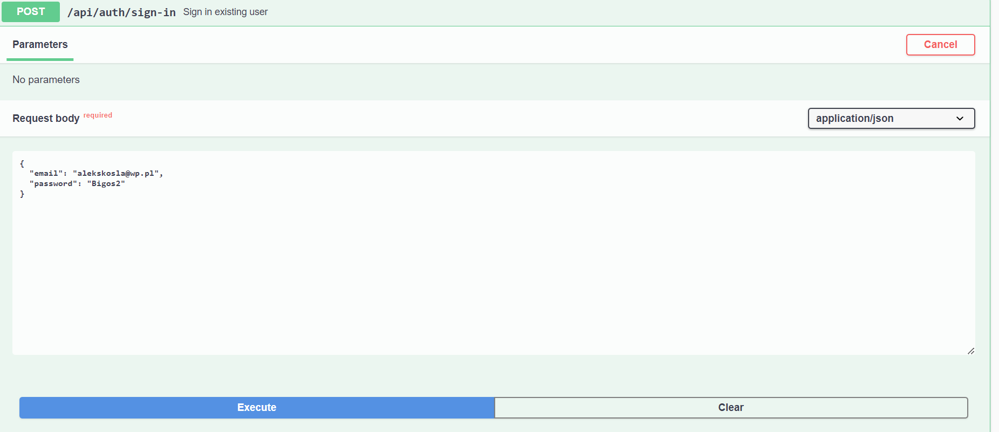 POST /api/auth/sign-in Sign in existing user
Parameters
Cancel
No parameters
Request body required
application/json
{
  "email": "alekskosla@wp.pl",
  "password": "Bigos2"
}
Execute
Clear